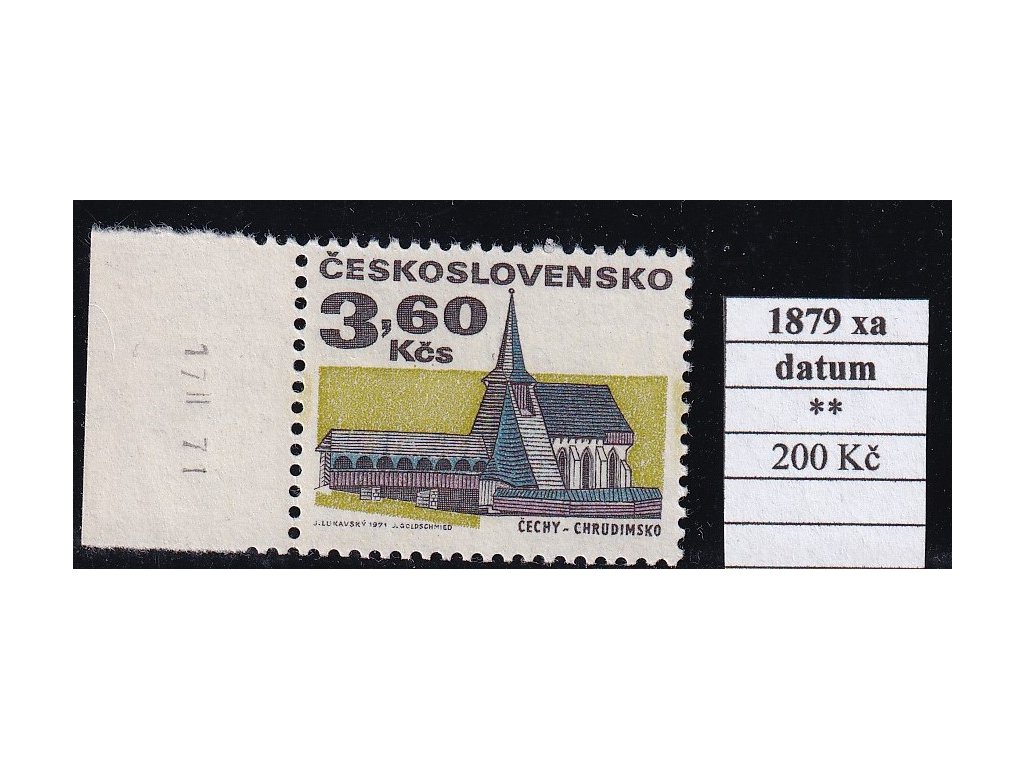 ČESKOSLOVENSKO
3,60
Kčs
J. LUKAVSKÝ 1971 J. GOLDSCHMIED
ČECHY - CHRUDIMSKO
1879 xa
datum
**
200 Kč